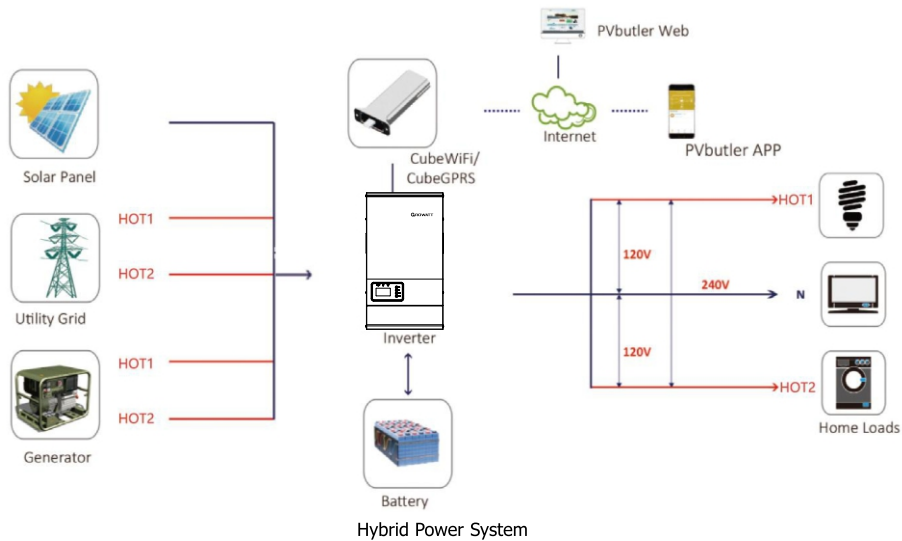 PVbutler Web
Internet
PVbutler APP
CubeWiFi/
CubeGPRS
Solar Panel
HOT1
HOT2
Utility Grid
HOT1
HOT2
Generator
GROWATT
Inverter
Battery
HOT1
120V
240V
N
120V
HOT2
Home Loads
Hybrid Power System